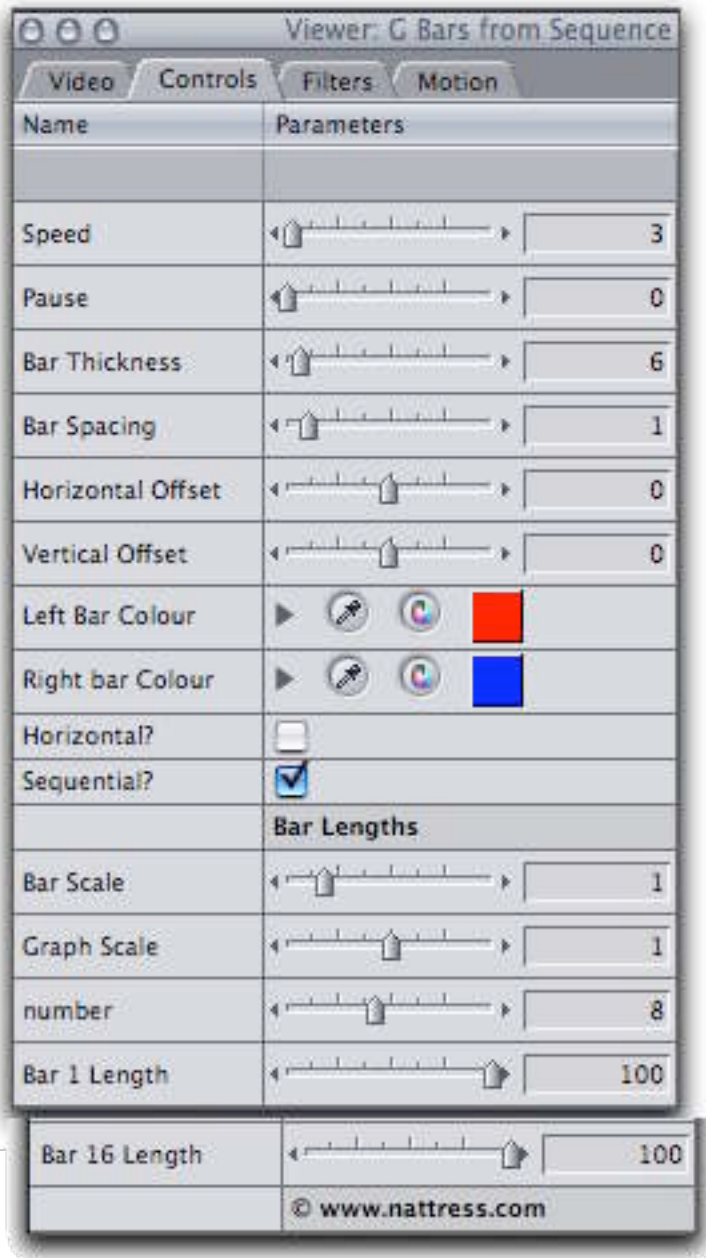 Viewer: G Bars from Sequence
Video Controls Filters Motion
Name Parameters
Speed 3
Pause 0
Bar Thickness 6
Bar Spacing 1
Horizontal Offset 0
Vertical Offset 0
Left Bar Colour
Right bar Colour
Horizontal?
Sequential?
Bar Lengths
Bar Scale 1
Graph Scale 1
number 8
Bar 1 Length 100
Bar 16 Length 100
© www.nattress.com